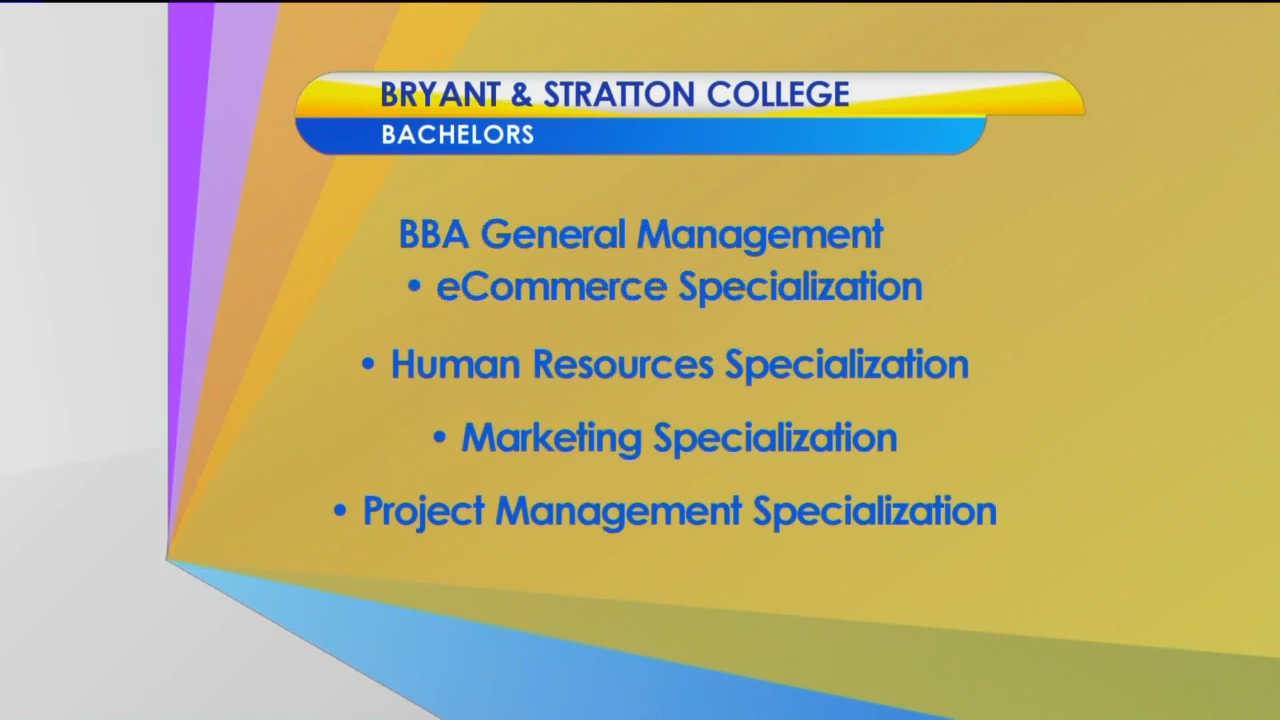 BRYANT & STRATTON COLLEGE
BACHELORS
BBA General Management
• eCommerce Specialization
• Human Resources Specialization
• Marketing Specialization
• Project Management Specialization